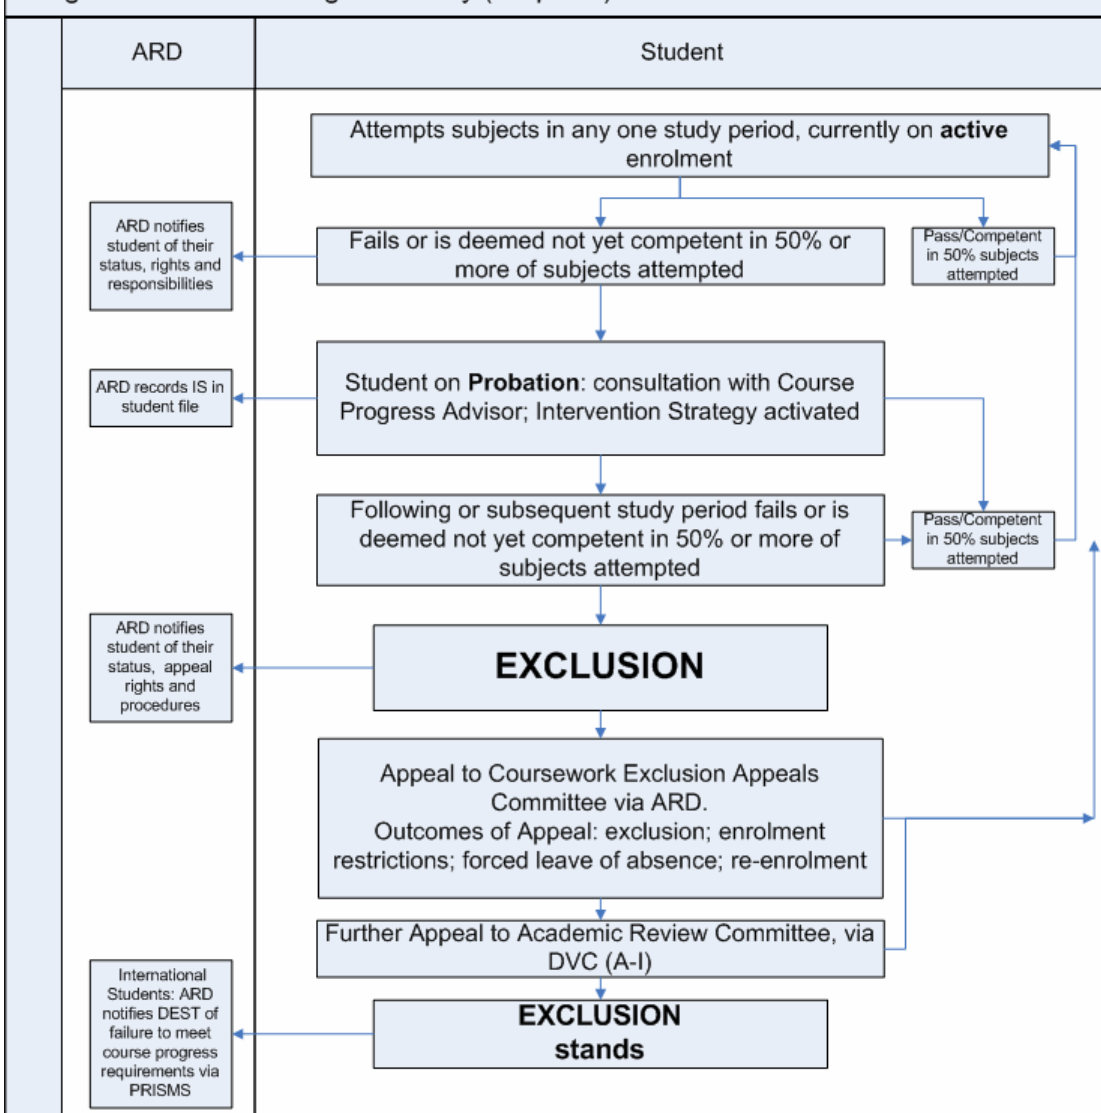 ARD
Student
Attempts subjects in any one study period, currently on active
enrolment
ARD notifies
student of their
status, rights and
responsibilities
Fails or is deemed not yet competent in 50% or
more of subjects attempted
Pass/Competent
in 50% subjects
attempted
ARD records IS in
student file
Student on Probation: consultation with Course
Progress Advisor; Intervention Strategy activated
Following or subsequent study period fails or is
deemed not yet competent in 50% or more of
subjects attempted
Pass/Competent
in 50% subjects
attempted
ARD notifies
student of their
status, appeal
rights and
procedures
EXCLUSION
Appeal to Coursework Exclusion Appeals
Committee via ARD.
Outcomes of Appeal: exclusion; enrolment
restrictions; forced leave of absence; re-enrolment
Further Appeal to Academic Review Committee, via
DVC (A-I)
International
Students: ARD
notifies DEST of
failure to meet
course progress
requirements via
PRISMS
EXCLUSION
stands